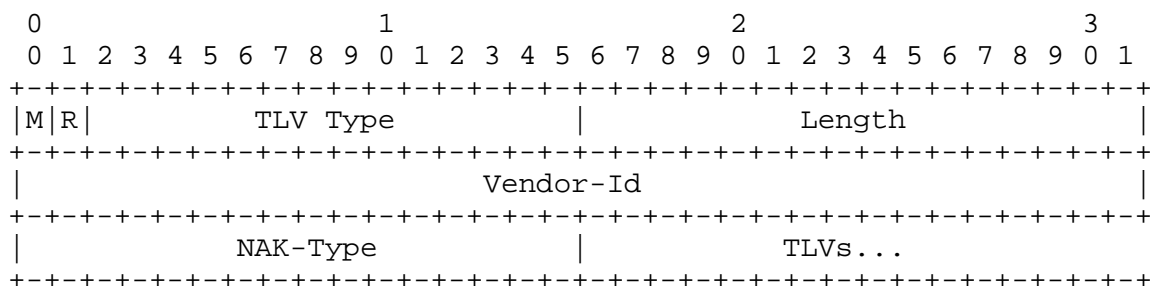 0                   1                   2                   3
 0 1 2 3 4 5 6 7 8 9 0 1 2 3 4 5 6 7 8 9 0 1 2 3 4 5 6 7 8 9 0 1
+-+-+-+-+-+-+-+-+-+-+-+-+-+-+-+-+-+-+-+-+-+-+-+-+-+-+-+-+-+-+-+-+
|M|R|         TLV Type          |            Length             |
+-+-+-+-+-+-+-+-+-+-+-+-+-+-+-+-+-+-+-+-+-+-+-+-+-+-+-+-+-+-+-+-+
|                          Vendor-Id                            |
+-+-+-+-+-+-+-+-+-+-+-+-+-+-+-+-+-+-+-+-+-+-+-+-+-+-+-+-+-+-+-+-+
|            NAK-Type           |           TLVs...
+-+-+-+-+-+-+-+-+-+-+-+-+-+-+-+-+-+-+-+-+-+-+-+-+-+-+-+-+-+-+-+-+